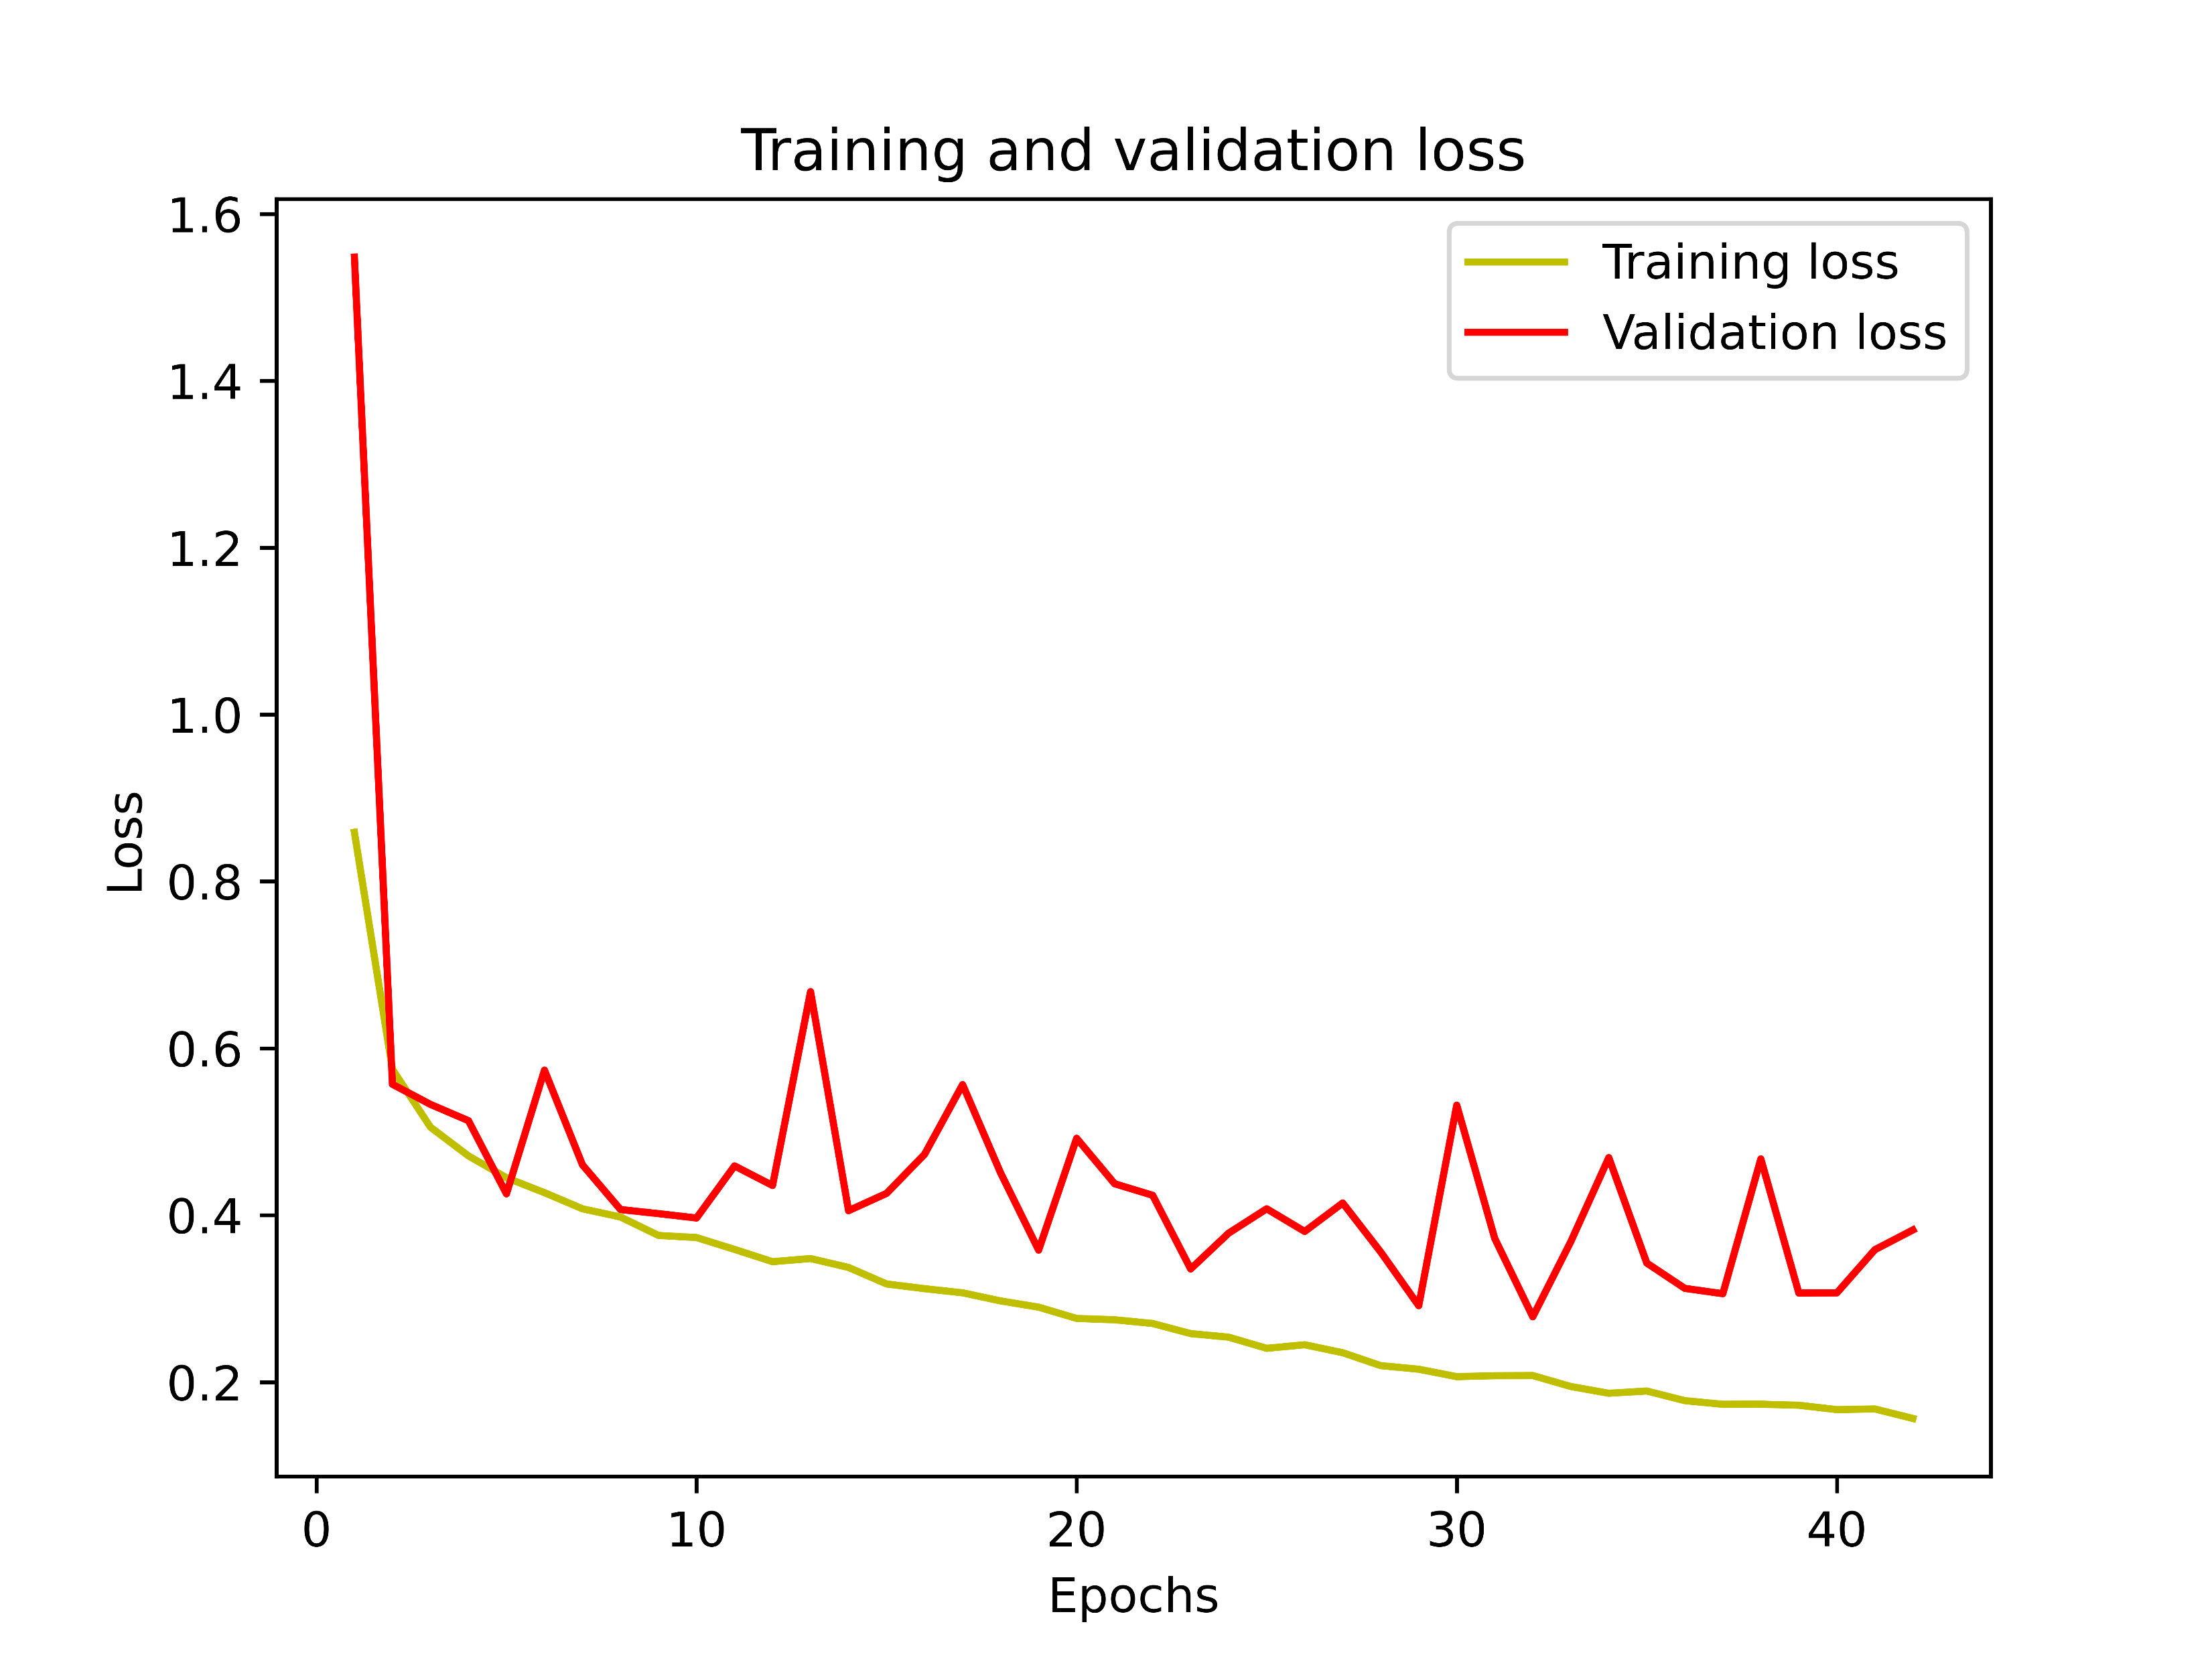 Training and validation loss
Training loss
Validation loss
1.6
1.4
1.2
1.0
0.8
0.6
0.4
0.2
Loss
0 10 20 30 40
Epochs